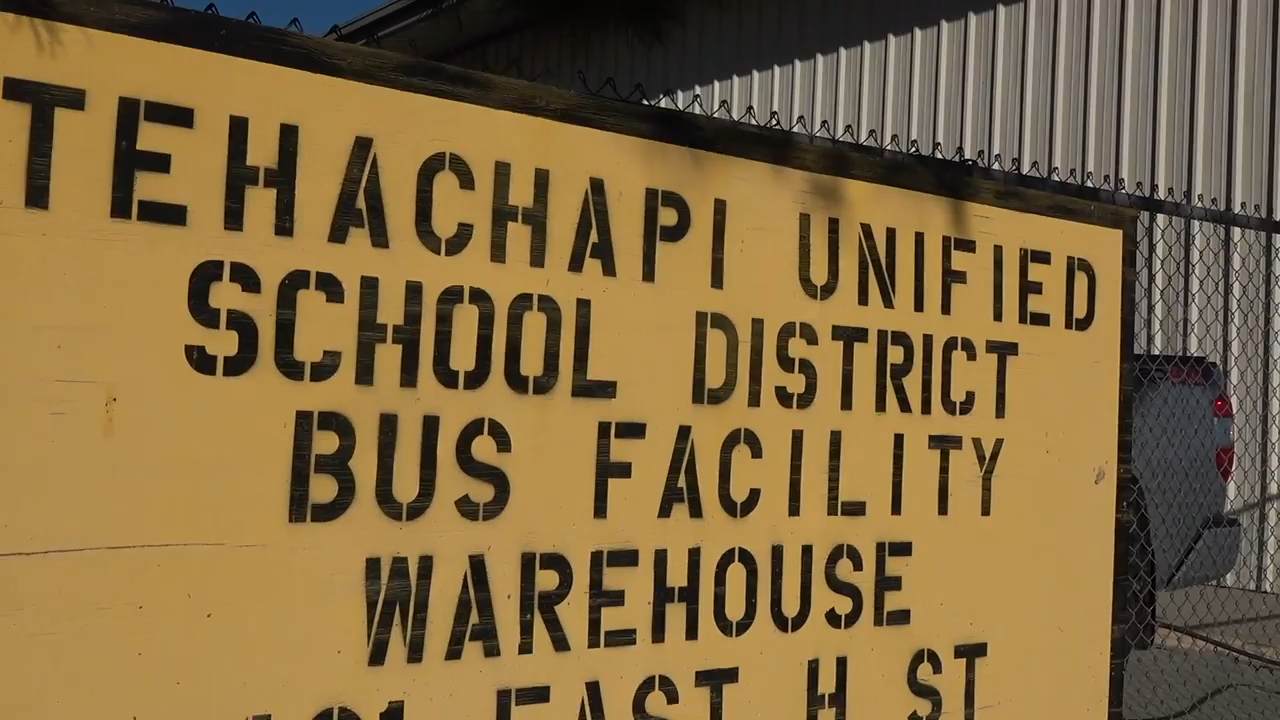 TEHACHAPI UNIFIED
SCHOOL DISTRICT
BUS FACILITY
WAREHOUSE
EAST H ST